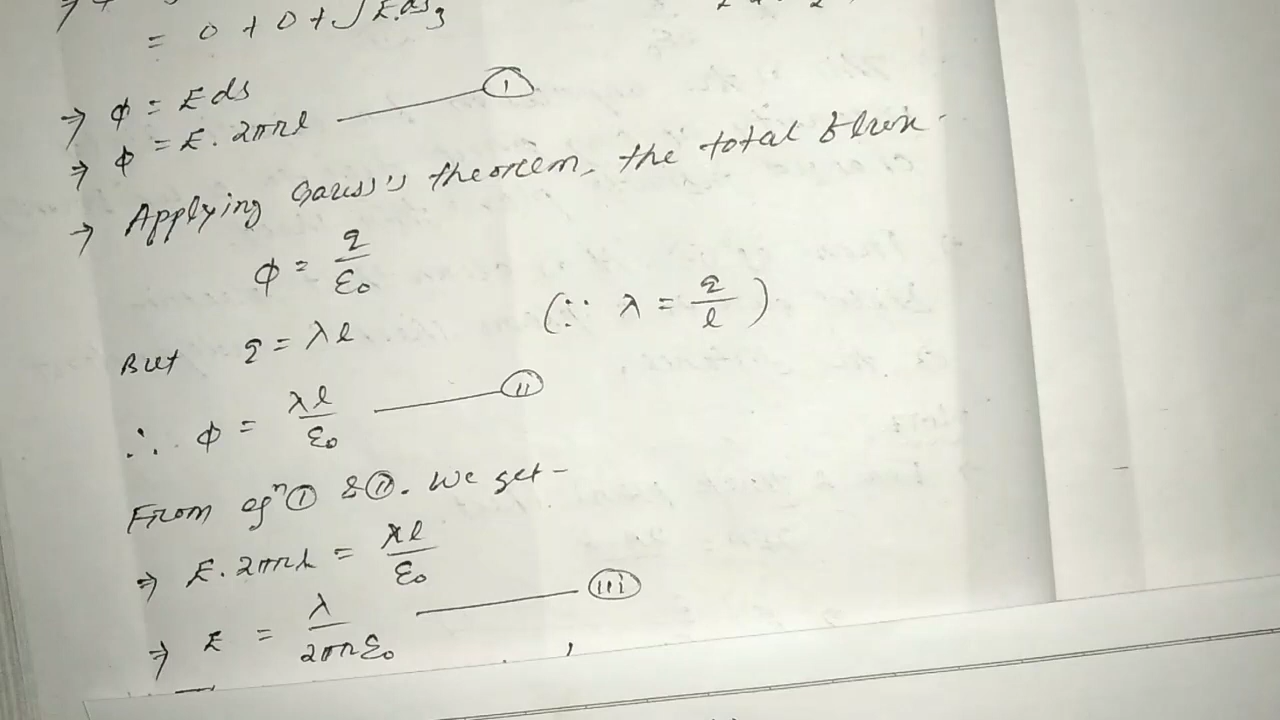 = 0 + 0 + ∫E.ds₃
⇒ ϕ = E ds
⇒ ϕ = E. 2πrl —— (i)
→ Applying Gauss's theorem, the total flux.
ϕ = q/ε₀
But q = λl (∵ λ = q/l)
∴ ϕ = λl/ε₀ —— (ii)
From eqⁿ (i) & (ii). We get –
⇒ E. 2πrl = λl/ε₀
⇒ E = λ/2πrε₀ —— (iii)